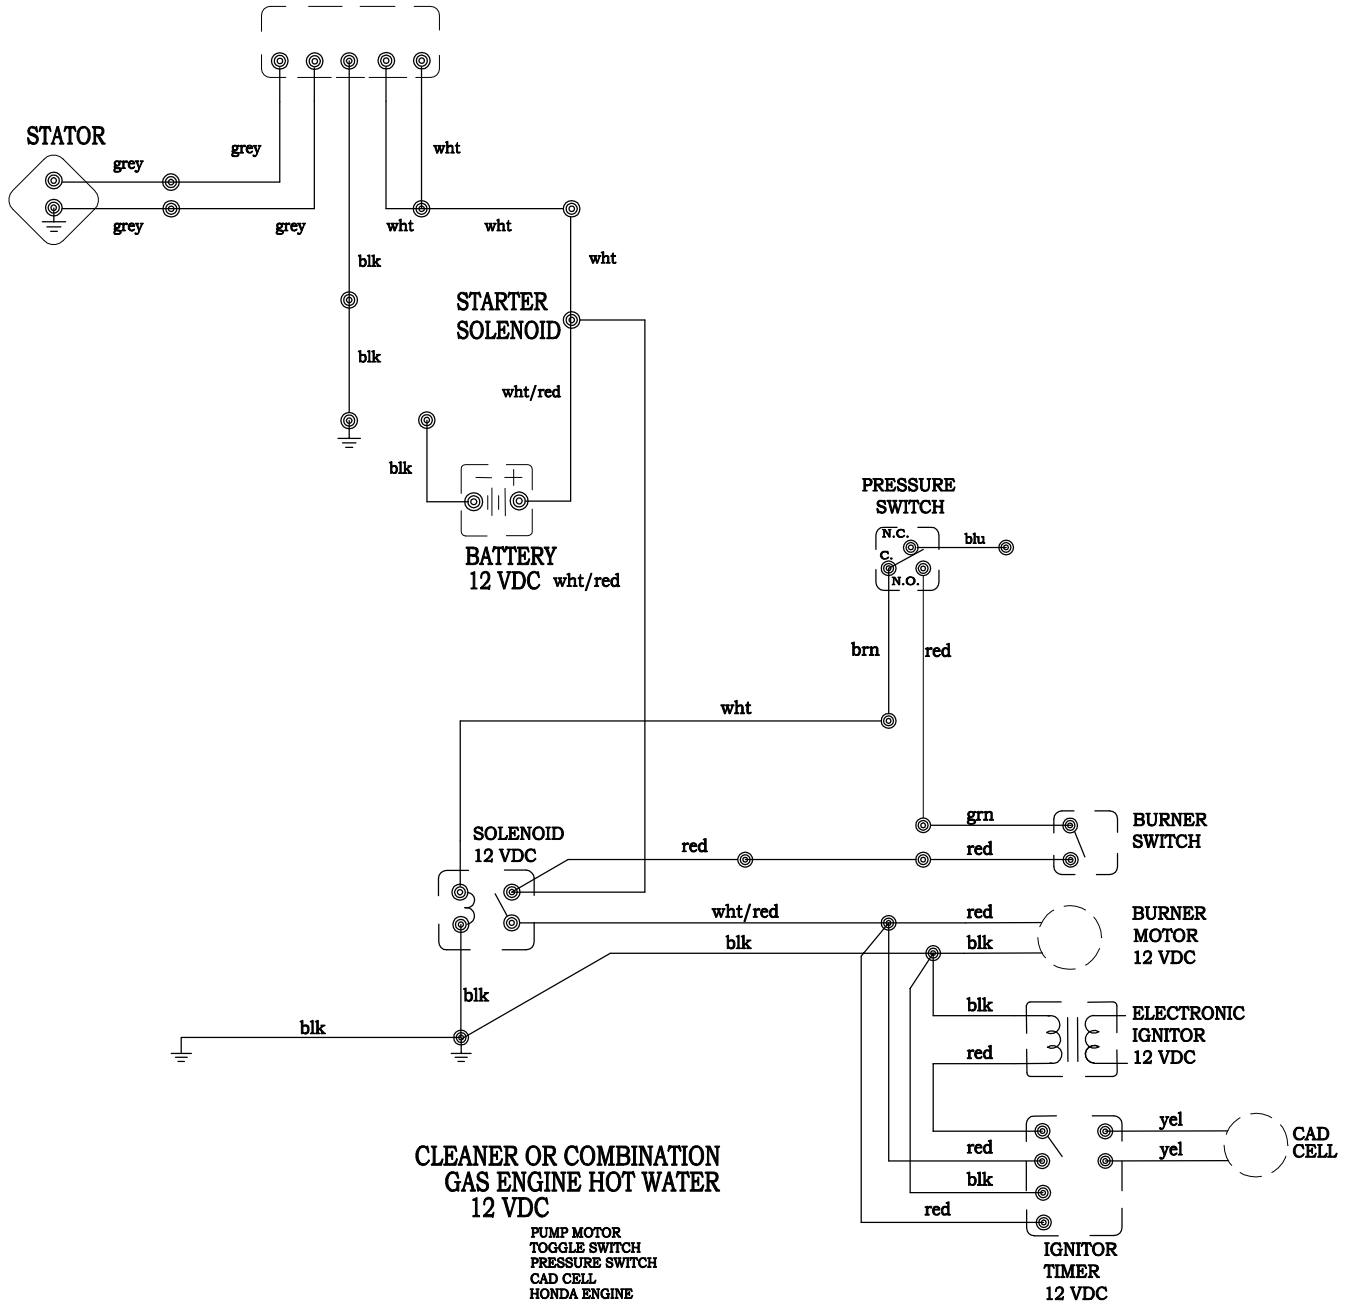 STATOR
grey
grey
wht
grey
grey
wht
wht
blk
wht
STARTER
SOLENOID
blk
wht/red
blk
− +
BATTERY
12 VDC
wht/red
PRESSURE
SWITCH
N.C.
blu
C.
N.O.
brn
red
wht
grn
BURNER
SWITCH
SOLENOID
12 VDC
red
red
wht/red
red
BURNER
MOTOR
12 VDC
blk
blk
blk
blk
blk
ELECTRONIC
IGNITOR
12 VDC
red
yel
yel
CAD
CELL
red
blk
red
IGNITOR
TIMER
12 VDC
CLEANER OR COMBINATION
GAS ENGINE HOT WATER
12 VDC
PUMP MOTOR
TOGGLE SWITCH
PRESSURE SWITCH
CAD CELL
HONDA ENGINE